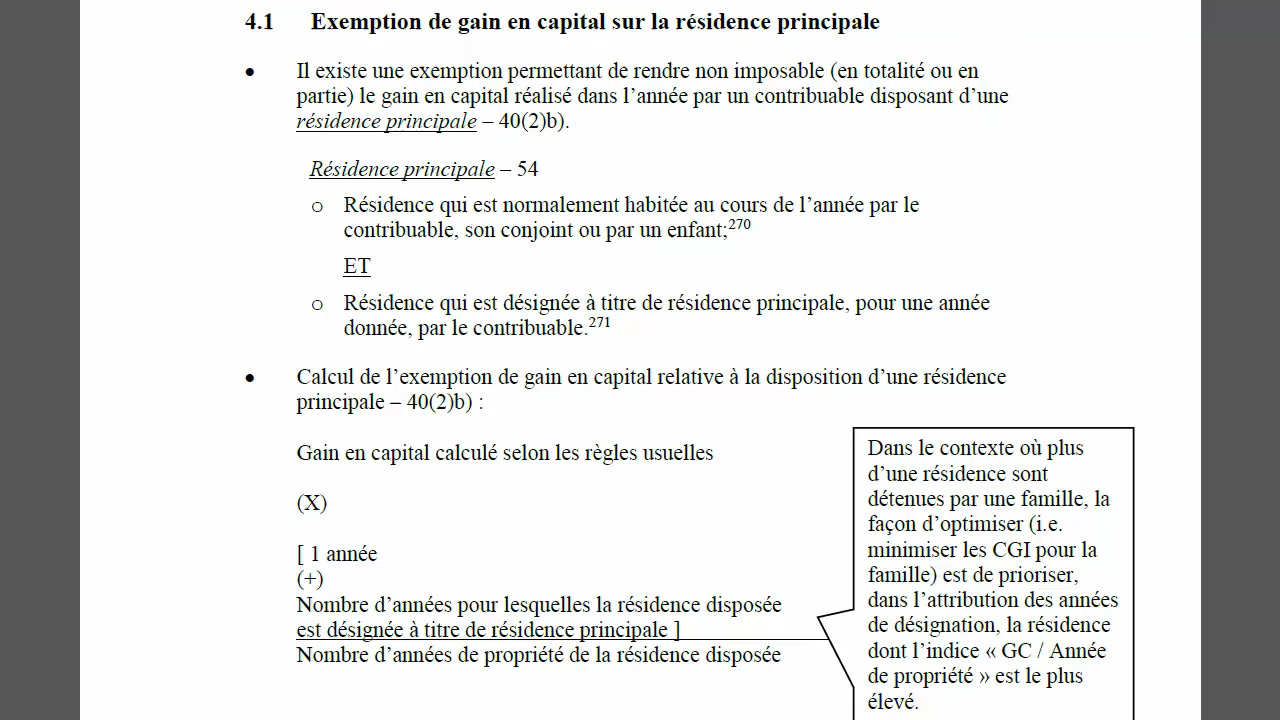 4.1 Exemption de gain en capital sur la résidence principale
• Il existe une exemption permettant de rendre non imposable (en totalité ou en
partie) le gain en capital réalisé dans l'année par un contribuable disposant d'une
résidence principale – 40(2)b).
Résidence principale – 54
o Résidence qui est normalement habitée au cours de l'année par le
contribuable, son conjoint ou par un enfant;270
ET
o Résidence qui est désignée à titre de résidence principale, pour une année
donnée, par le contribuable.271
• Calcul de l'exemption de gain en capital relative à la disposition d'une résidence
principale – 40(2)b) :
Gain en capital calculé selon les règles usuelles
(X)
[ 1 année
(+)
Nombre d'années pour lesquelles la résidence disposée
est désignée à titre de résidence principale ]
Nombre d'années de propriété de la résidence disposée
Dans le contexte où plus
d'une résidence sont
détenues par une famille, la
façon d'optimiser (i.e.
minimiser les CGI pour la
famille) est de prioriser,
dans l'attribution des années
de désignation, la résidence
dont l'indice « GC / Année
de propriété » est le plus
élevé.